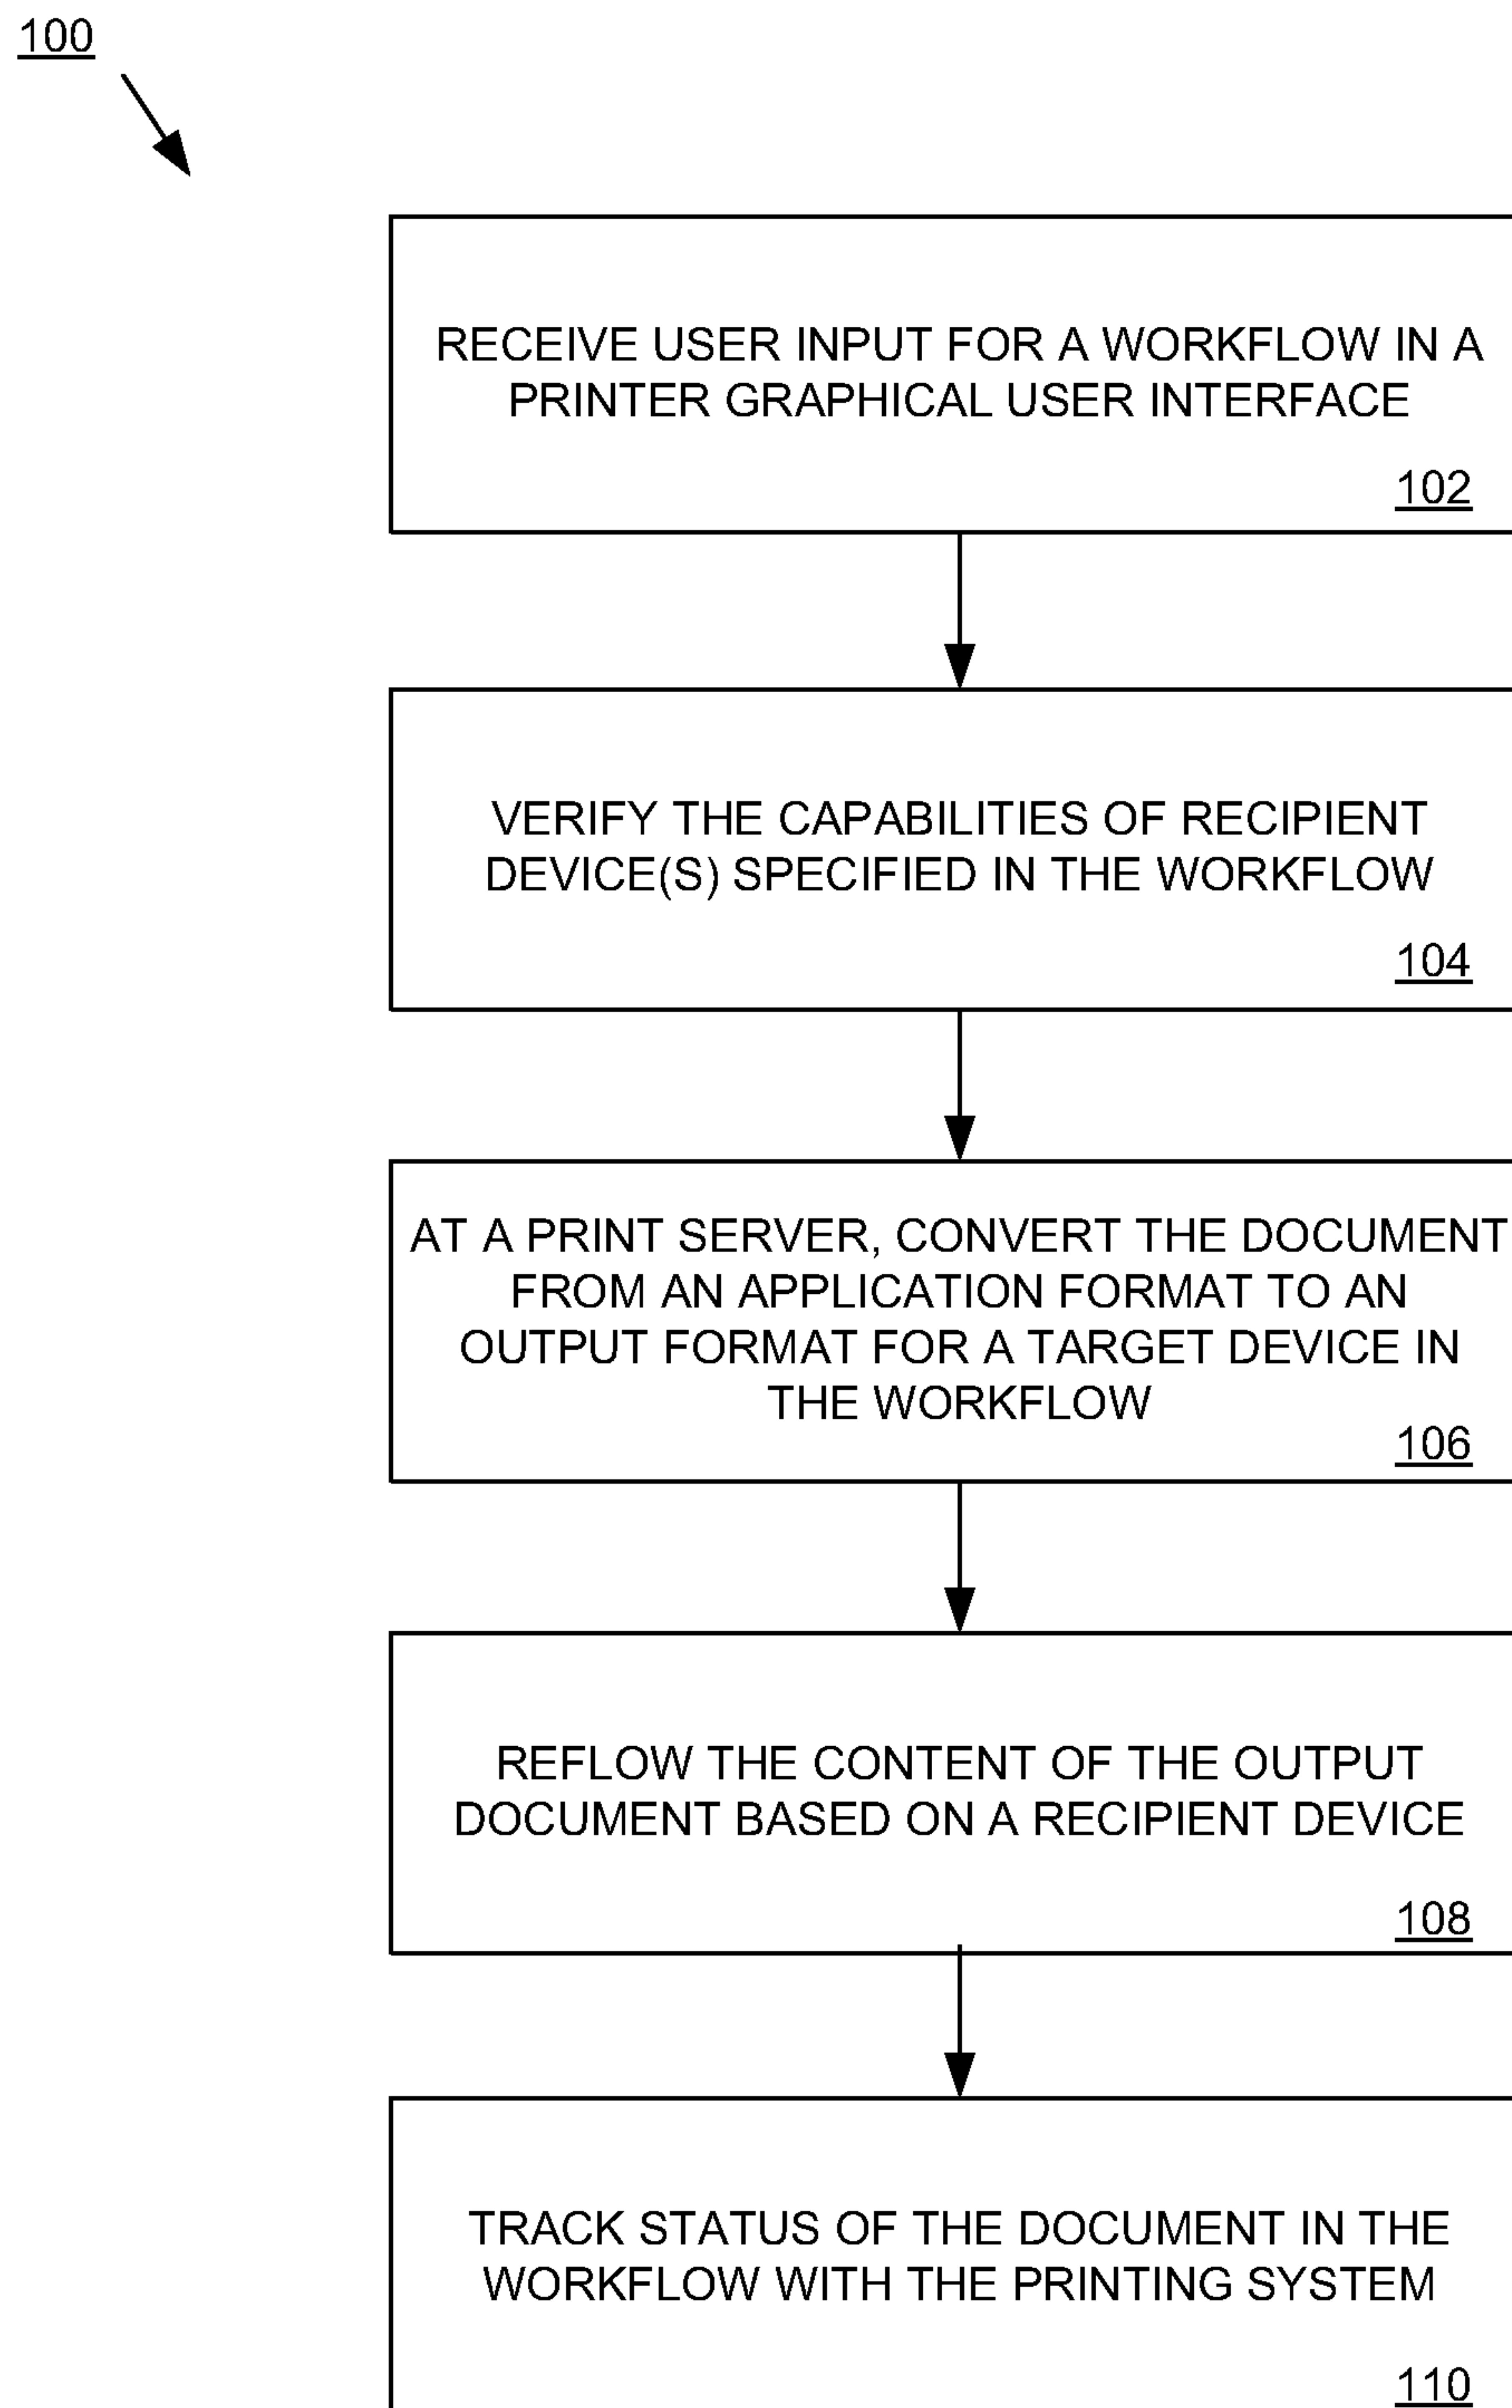 100
RECEIVE USER INPUT FOR A WORKFLOW IN A
PRINTER GRAPHICAL USER INTERFACE
102
VERIFY THE CAPABILITIES OF RECIPIENT
DEVICE(S) SPECIFIED IN THE WORKFLOW
104
AT A PRINT SERVER, CONVERT THE DOCUMENT
FROM AN APPLICATION FORMAT TO AN
OUTPUT FORMAT FOR A TARGET DEVICE IN
THE WORKFLOW
106
REFLOW THE CONTENT OF THE OUTPUT
DOCUMENT BASED ON A RECIPIENT DEVICE
108
TRACK STATUS OF THE DOCUMENT IN THE
WORKFLOW WITH THE PRINTING SYSTEM
110